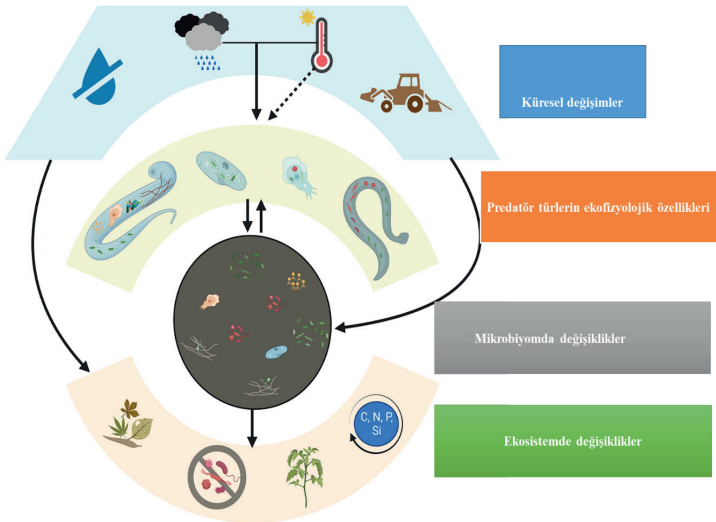 Küresel değişimler
Predatör türlerin ekofizyolojik özellikleri
Mikrobiyomda değişiklikler
C, N, P,
Si
Ekosistemde değişiklikler